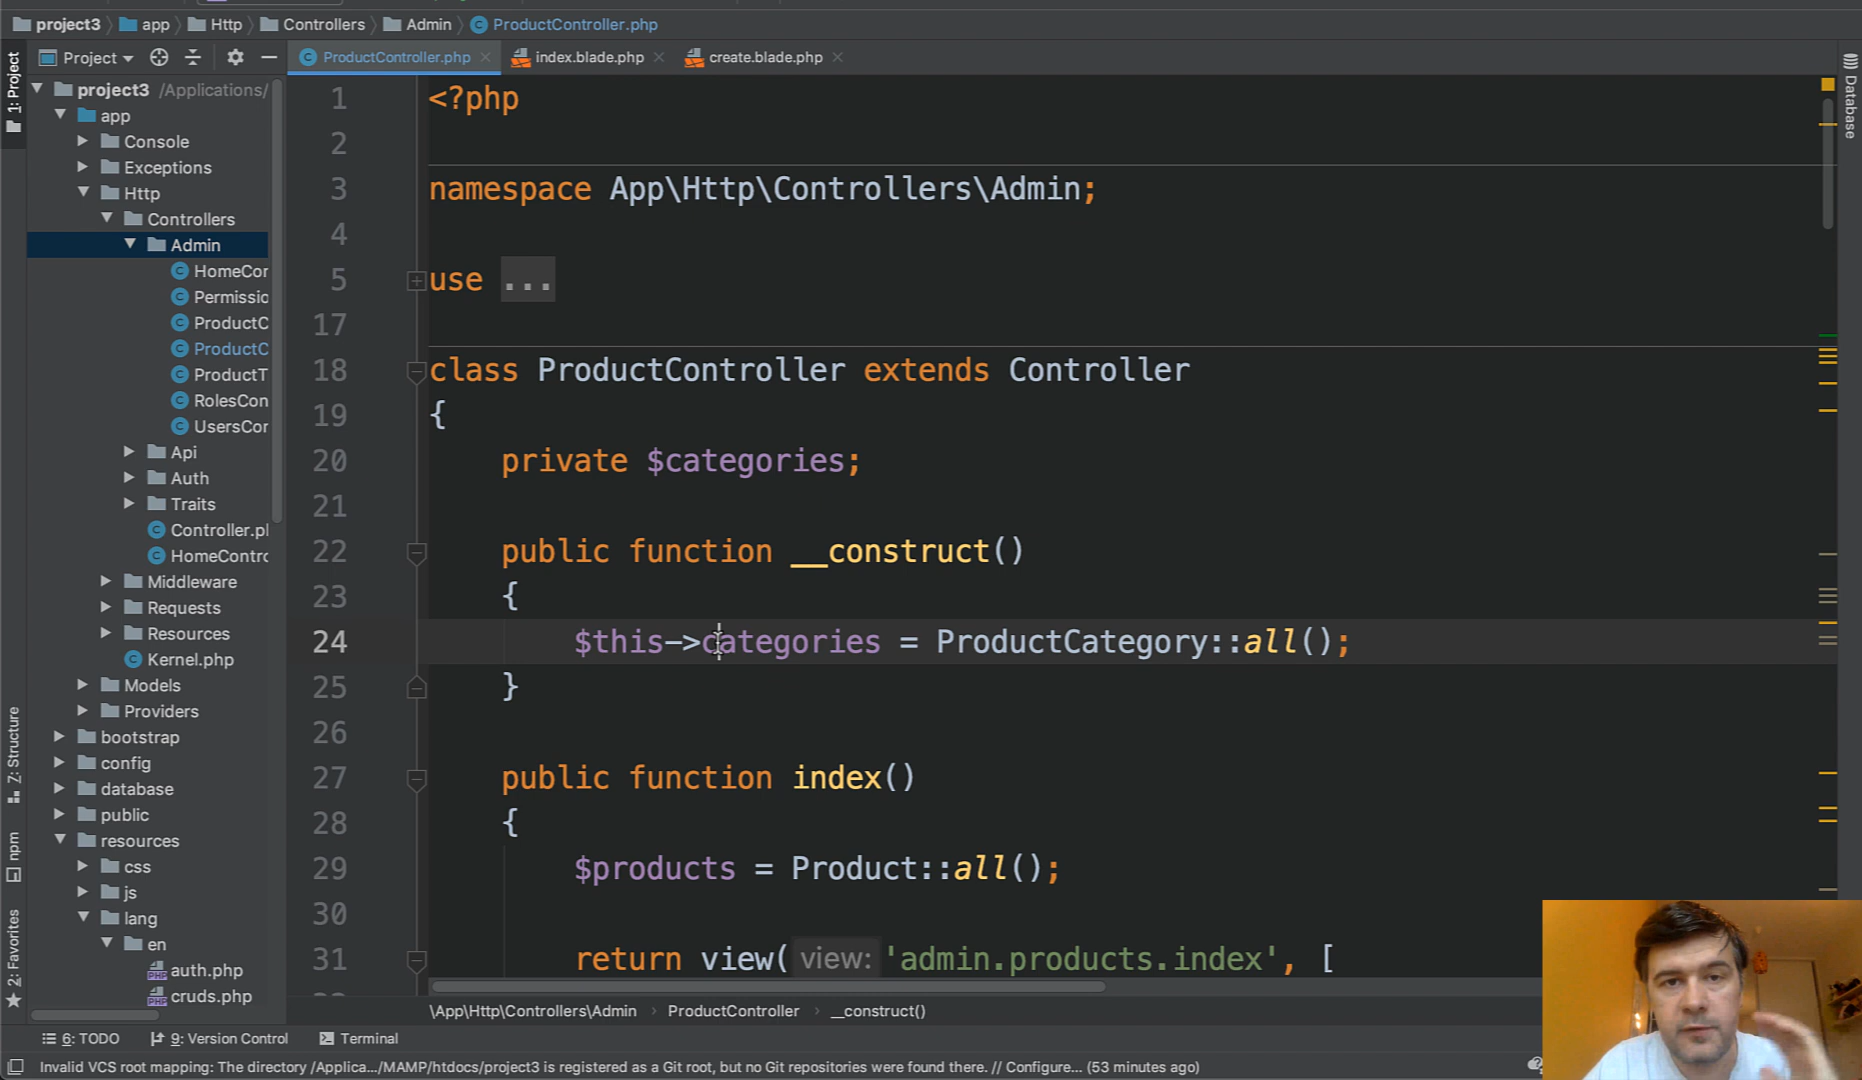 project3 app Http Controllers Admin ProductController.php
1: Project
Project
ProductController.php
index.blade.php
create.blade.php
Database
project3 /Applications/
app
Console
Exceptions
Http
Controllers
Admin
HomeCor
Permissio
ProductC
ProductC
ProductT
RolesCon
UsersCor
Api
Auth
Traits
Controller.pl
HomeContro
Middleware
Requests
Resources
Kernel.php
Models
Providers
bootstrap
config
database
public
resources
css
js
lang
en
auth.php
cruds.php
7: Structure
npm
2: Favorites
1 <?php
2
3 namespace App\Http\Controllers\Admin;
4
5 use ...
17
18 class ProductController extends Controller
19 {
20 private $categories;
21
22 public function __construct()
23 {
24 $this->categories = ProductCategory::all();
25 }
26
27 public function index()
28 {
29 $products = Product::all();
30
31 return view( view: 'admin.products.index', [
\App\Http\Controllers\Admin › ProductController › __construct()
6: TODO 9: Version Control Terminal
Invalid VCS root mapping: The directory /Applica.../MAMP/htdocs/project3 is registered as a Git root, but no Git repositories were found there. // Configure... (53 minutes ago)